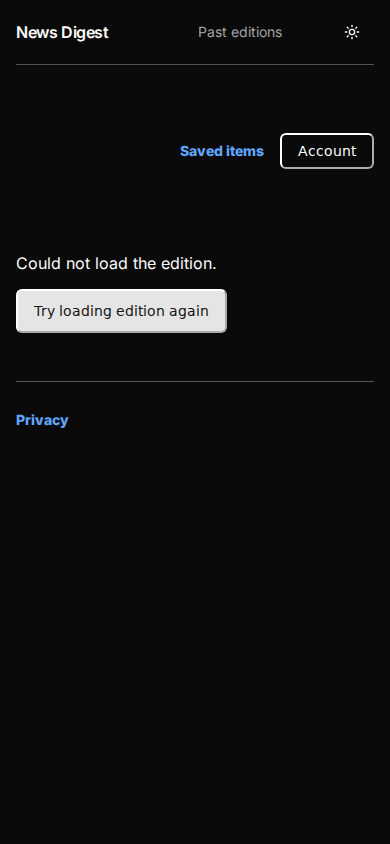 News Digest
Past editions
Saved items
Account
Could not load the edition.
Try loading edition again
Privacy